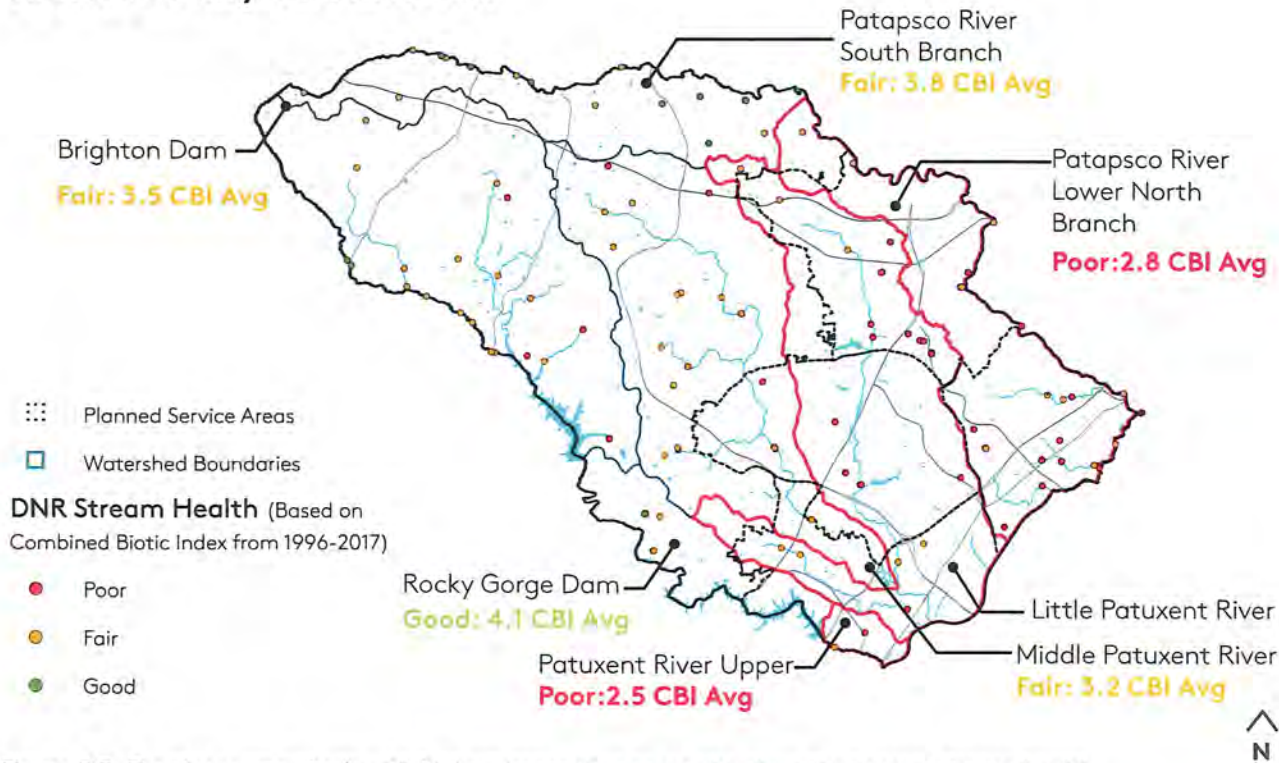 Patapsco River
South Branch
Fair: 3.8 CBI Avg
Brighton Dam
Fair: 3.5 CBI Avg
Patapsco River
Lower North
Branch
Poor:2.8 CBI Avg
Planned Service Areas
Watershed Boundaries
DNR Stream Health (Based on
Combined Biotic Index from 1996-2017)
Poor
Fair
Good
Rocky Gorge Dam
Good: 4.1 CBI Avg
Little Patuxent River
Patuxent River Upper
Poor:2.5 CBI Avg
Middle Patuxent River
Fair: 3.2 CBI Avg
N